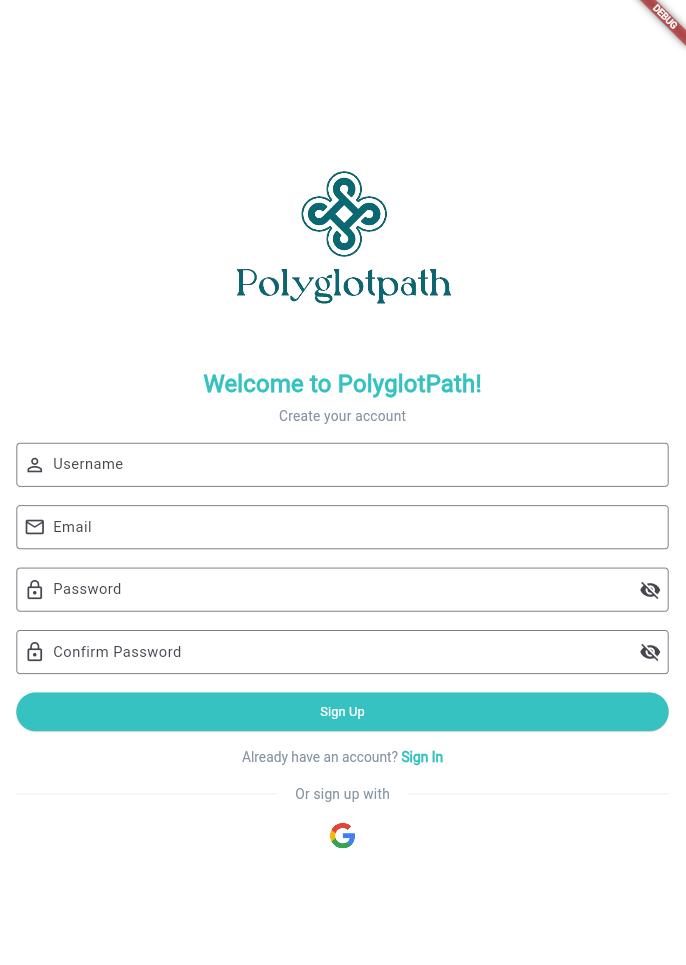 DEBUG
Polyglotpath
Welcome to PolyglotPath!
Create your account
Username
Email
Password
Confirm Password
Sign Up
Already have an account? Sign In
Or sign up with